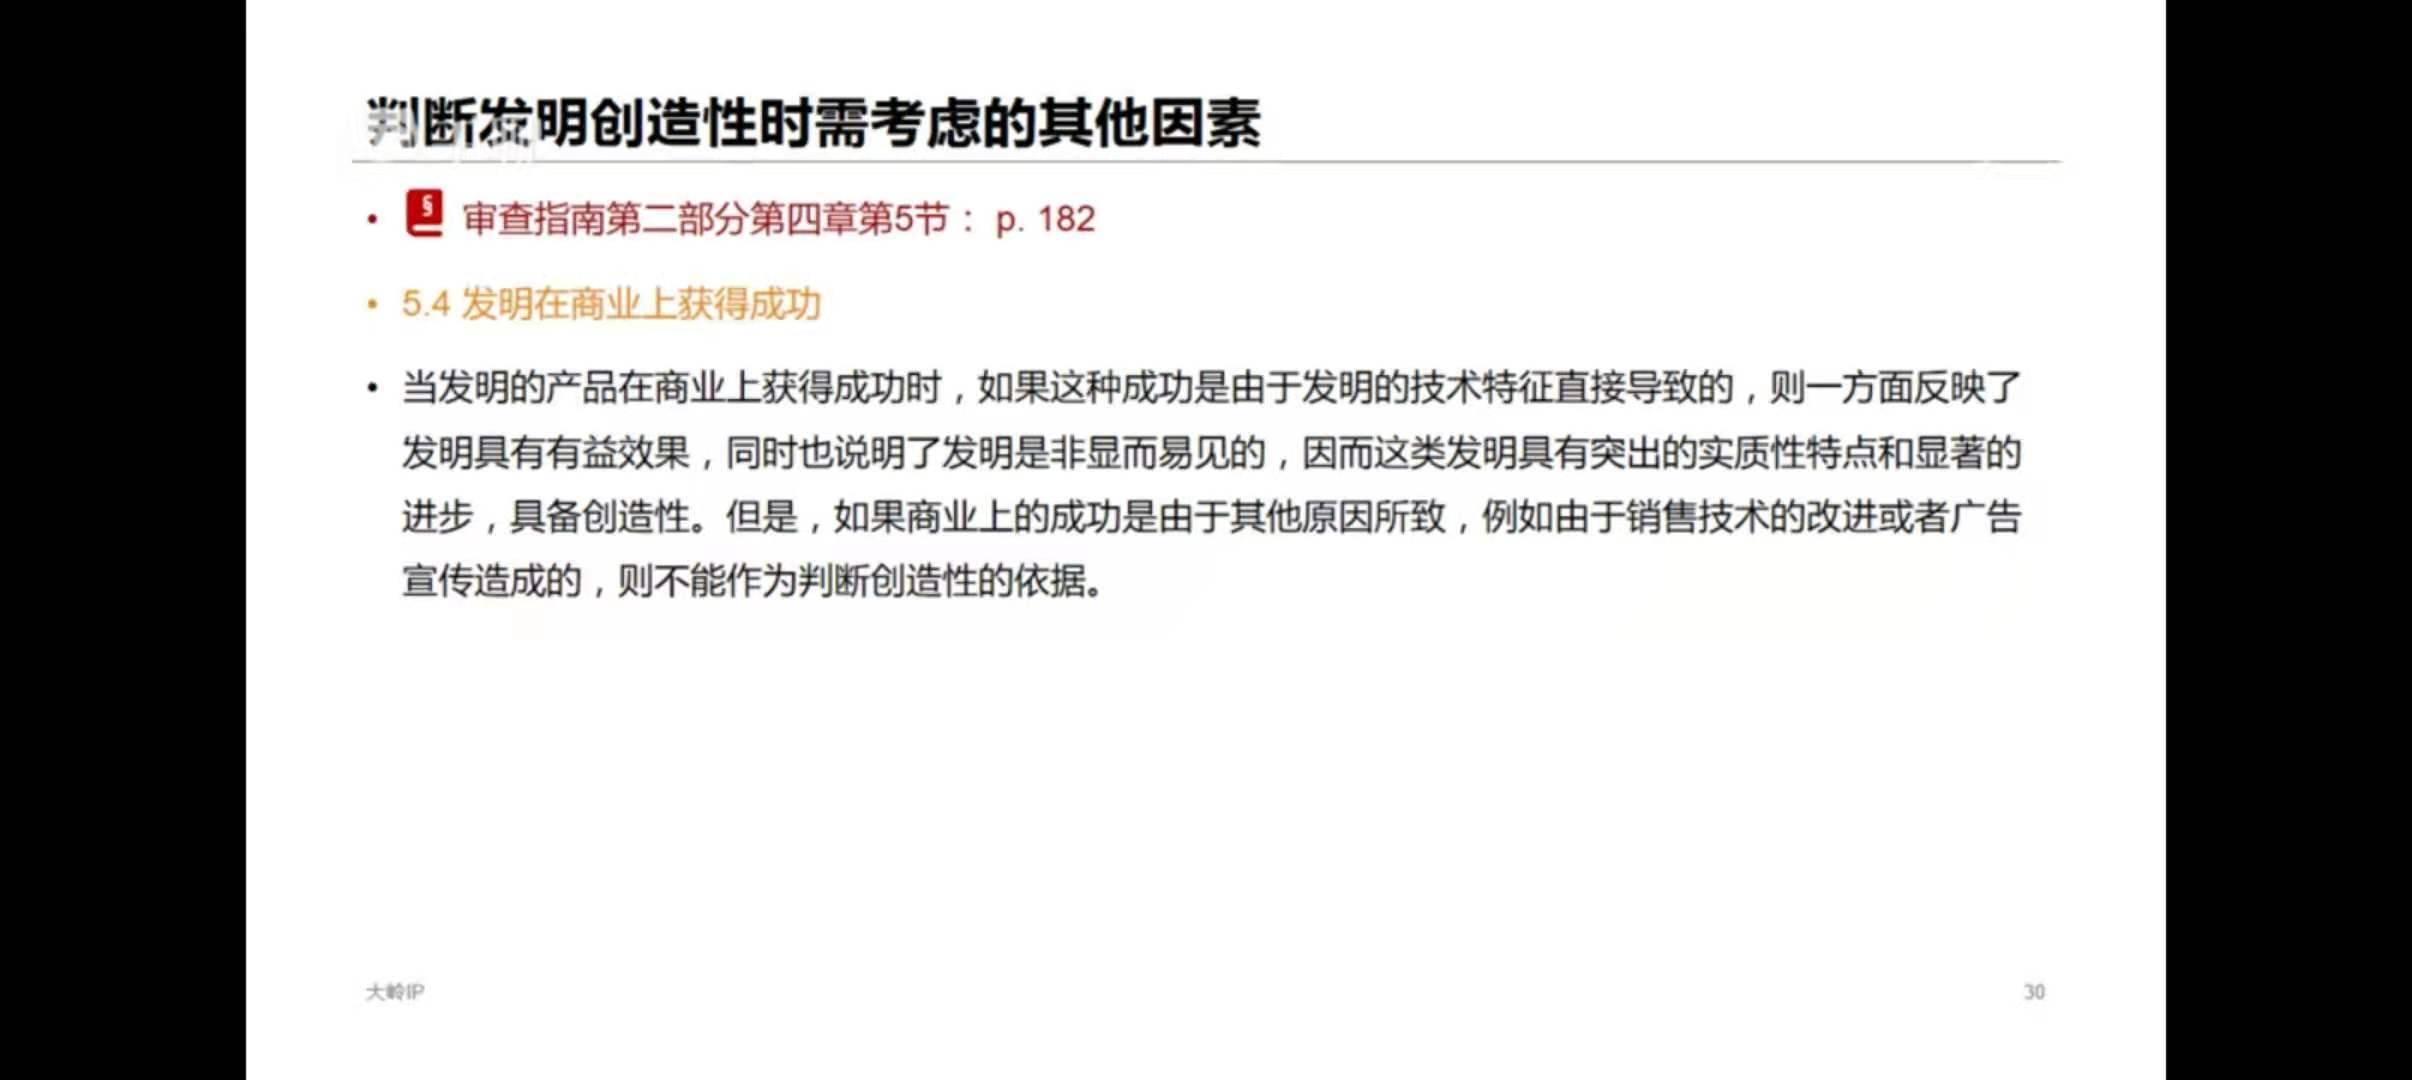 判断发明创造性时需考虑的其他因素
• § 审查指南第二部分第四章第5节： p. 182
• 5.4 发明在商业上获得成功
• 当发明的产品在商业上获得成功时，如果这种成功是由于发明的技术特征直接导致的，则一方面反映了
发明具有有益效果，同时也说明了发明是非显而易见的，因而这类发明具有突出的实质性特点和显著的
进步，具备创造性。但是，如果商业上的成功是由于其他原因所致，例如由于销售技术的改进或者广告
宣传造成的，则不能作为判断创造性的依据。
大岭IP
30